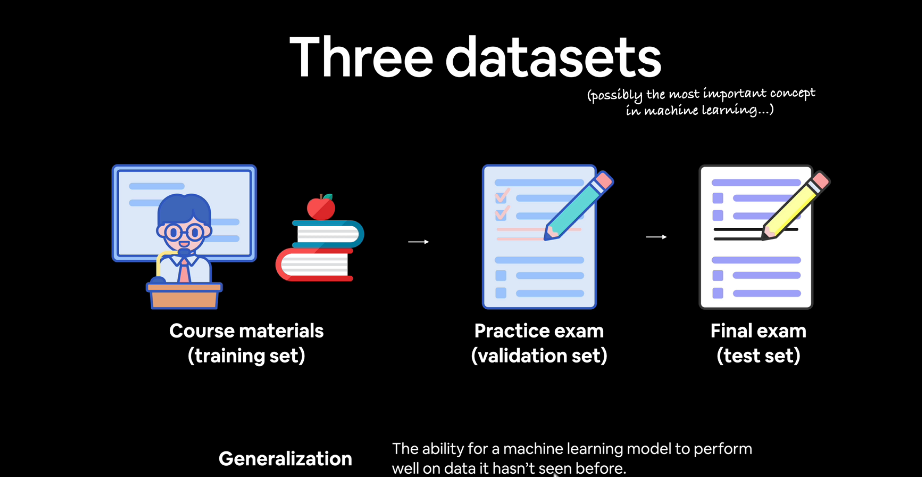 Three datasets
(possibly the most important concept
in machine learning...)
Course materials
(training set)
Practice exam
(validation set)
Final exam
(test set)
Generalization
The ability for a machine learning model to perform
well on data it hasn't seen before.